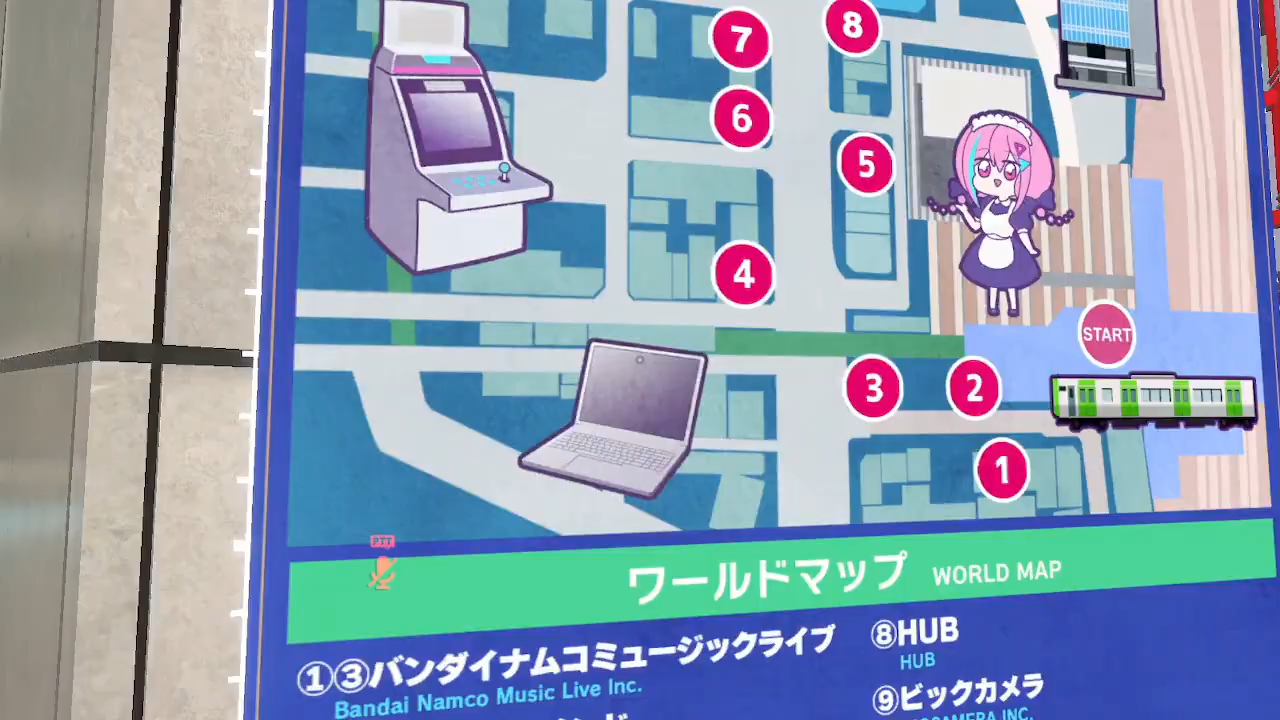 7
8
6
5
4
START
3
2
1
PTT
ワールドマップ WORLD MAP
①③バンダイナムコミュージックライブ
Bandai Namco Music Live Inc.
⑧HUB
HUB
⑨ビックカメラ
CAMERA INC.